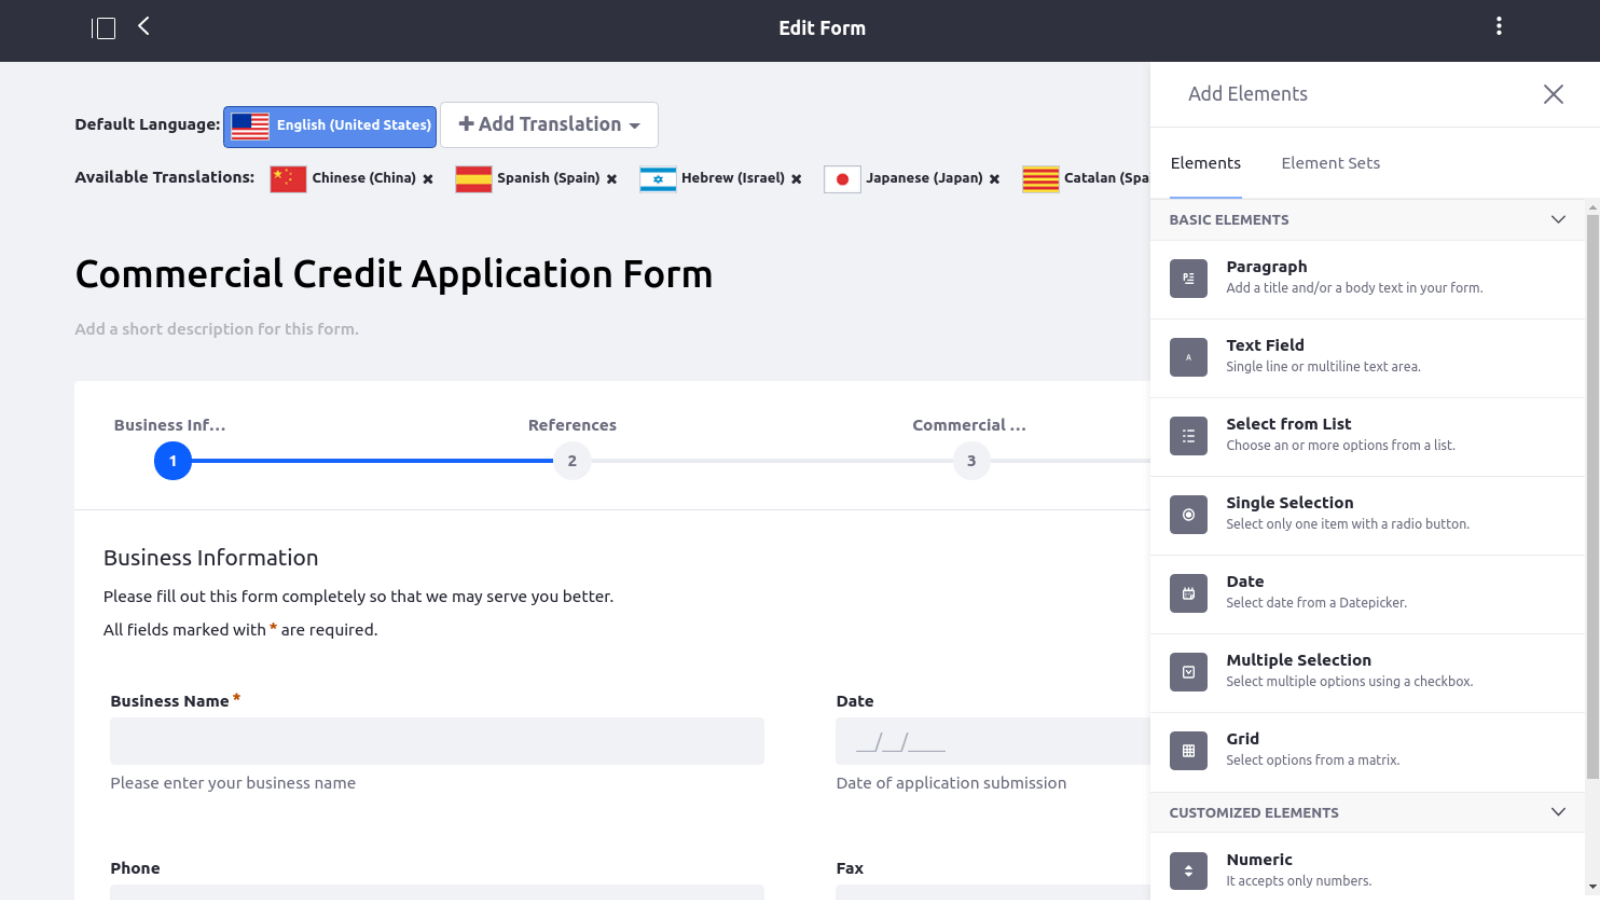 Edit Form
Default Language: English (United States) Add Translation
Available Translations: Chinese (China) Spanish (Spain) Hebrew (Israel) Japanese (Japan) Catalan (Spa
Commercial Credit Application Form
Add a short description for this form.
Business Inf... References Commercial ...
1 2 3
Business Information
Please fill out this form completely so that we may serve you better.
All fields marked with * are required.
Business Name * Date
__/__/____
Please enter your business name Date of application submission
Phone Fax
Add Elements
Elements Element Sets
BASIC ELEMENTS
Paragraph
Add a title and/or a body text in your form.
Text Field
Single line or multiline text area.
Select from List
Choose an or more options from a list.
Single Selection
Select only one item with a radio button.
Date
Select date from a Datepicker.
Multiple Selection
Select multiple options using a checkbox.
Grid
Select options from a matrix.
CUSTOMIZED ELEMENTS
Numeric
It accepts only numbers.